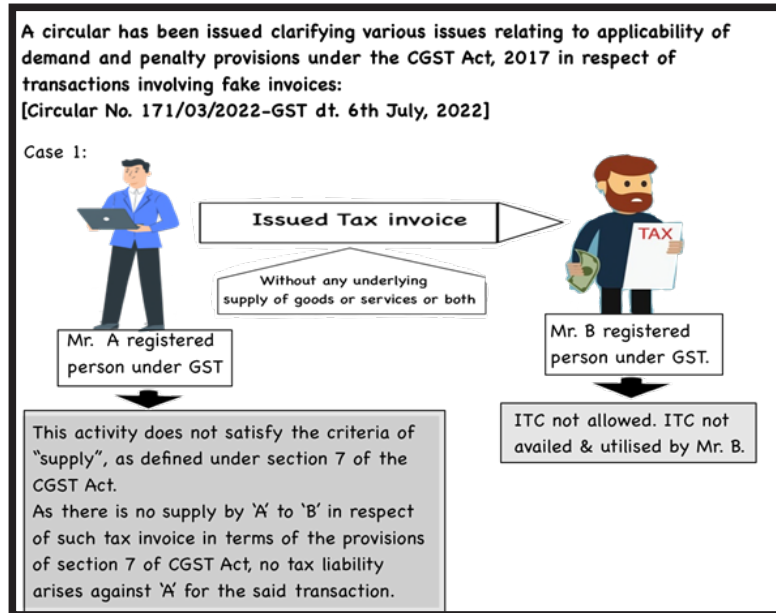 A circular has been issued clarifying various issues relating to applicability of
demand and penalty provisions under the CGST Act, 2017 in respect of
transactions involving fake invoices:
[Circular No. 171/03/2022-GST dt. 6th July, 2022]
Case 1:
Issued Tax invoice
TAX
Without any underlying
supply of goods or services or both
Mr. A registered
person under GST
Mr. B registered
person under GST.
This activity does not satisfy the criteria of
"supply", as defined under section 7 of the
CGST Act.
As there is no supply by 'A' to 'B' in respect
of such tax invoice in terms of the provisions
of section 7 of CGST Act, no tax liability
arises against 'A' for the said transaction.
ITC not allowed. ITC not
availed & utilised by Mr. B.